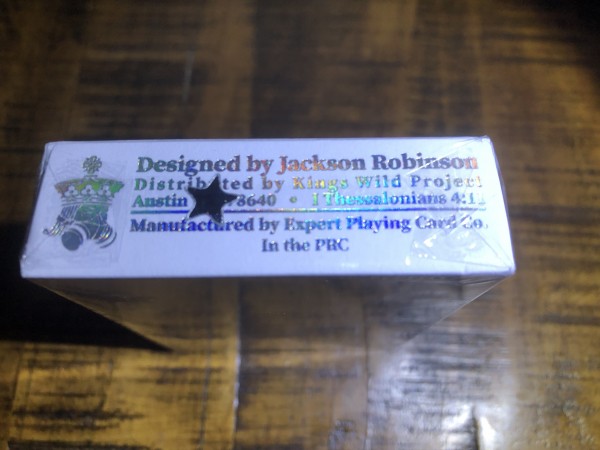 Designed by Jackson Robinson
Distributed by Kings Wild Project
Austin 8640 • 1 Thessalonians 4:11
Manufactured by Expert Playing Card Co.
In the PRC